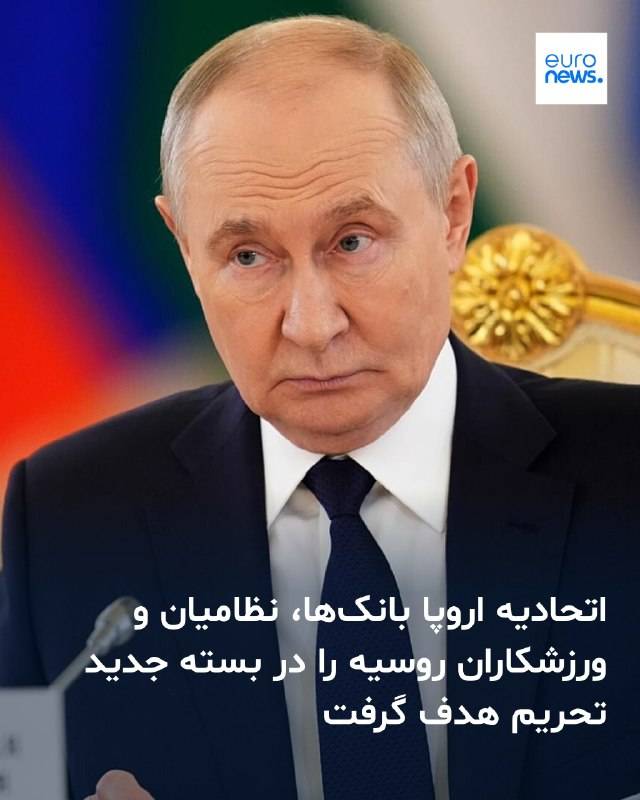 euro
news.
اتحادیه اروپا بانک‌ها، نظامیان و
ورزشکاران روسیه را در بسته جدید
تحریم هدف گرفت